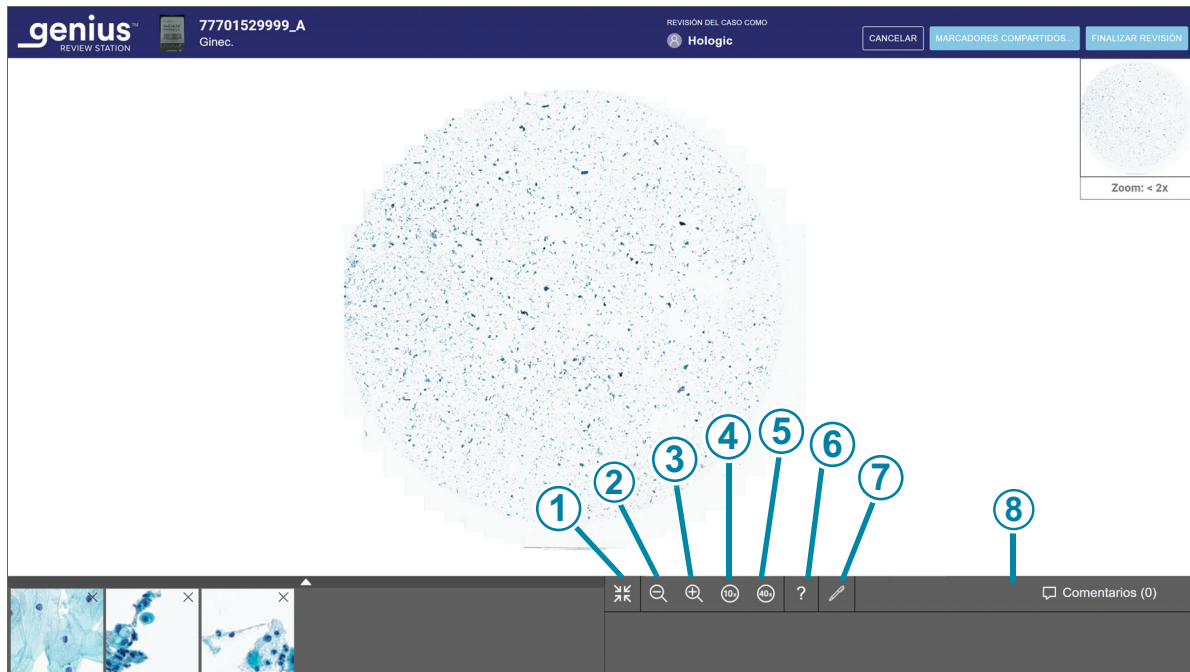 genius™
REVIEW STATION
77701529999_A
Ginec.
REVISIÓN DEL CASO COMO
Hologic
CANCELAR
MARCADORES COMPARTIDOS...
FINALIZAR REVISIÓN
Zoom: < 2x
1
2
3
4
5
6
7
8
10x
40x
?
Comentarios (0)